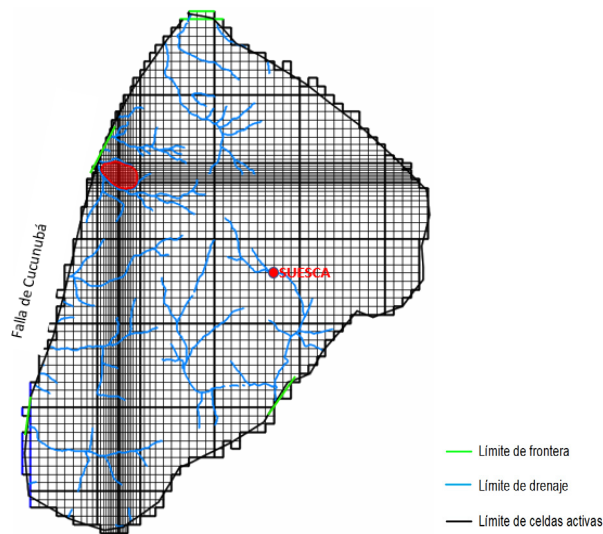 Falla de Cucunubá
SUESCA
Límite de frontera
Límite de drenaje
Límite de celdas activas